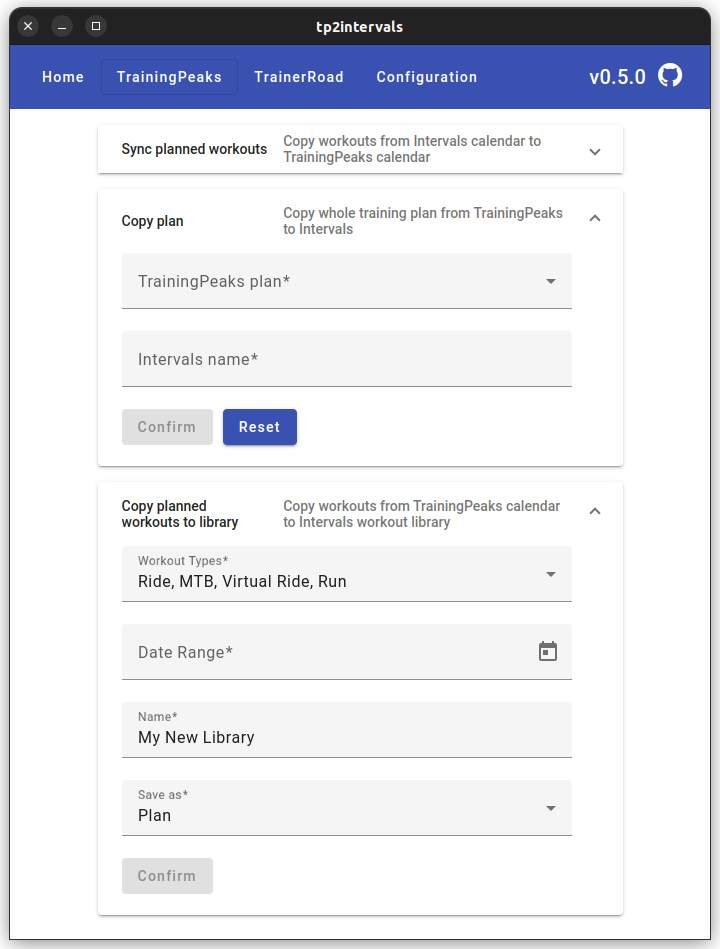 tp2intervals
Home TrainingPeaks TrainerRoad Configuration v0.5.0
Sync planned workouts
Copy workouts from Intervals calendar to
TrainingPeaks calendar
Copy plan
Copy whole training plan from TrainingPeaks
to Intervals
TrainingPeaks plan*
Intervals name*
Confirm Reset
Copy planned
workouts to library
Copy workouts from TrainingPeaks calendar
to Intervals workout library
Workout Types*
Ride, MTB, Virtual Ride, Run
Date Range*
Name*
My New Library
Save as*
Plan
Confirm